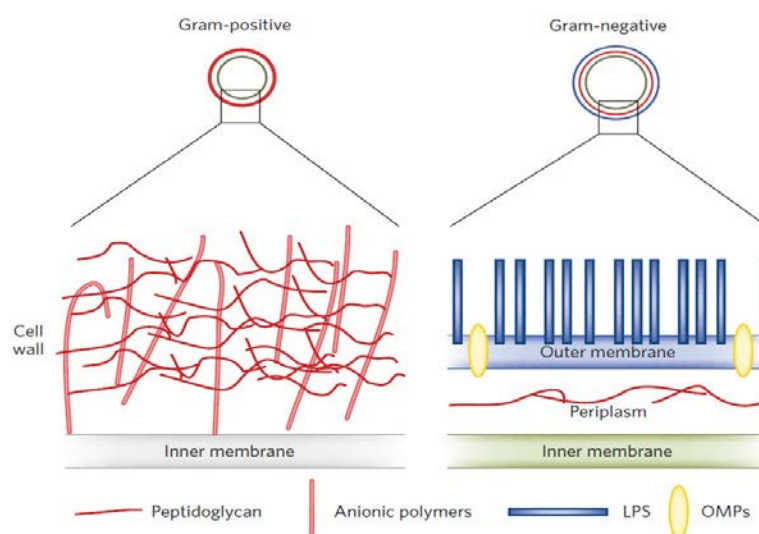 Gram-positive
Gram-negative
Cell
wall
Outer membrane
Periplasm
Inner membrane
Inner membrane
Peptidoglycan
Anionic polymers
LPS
OMPs